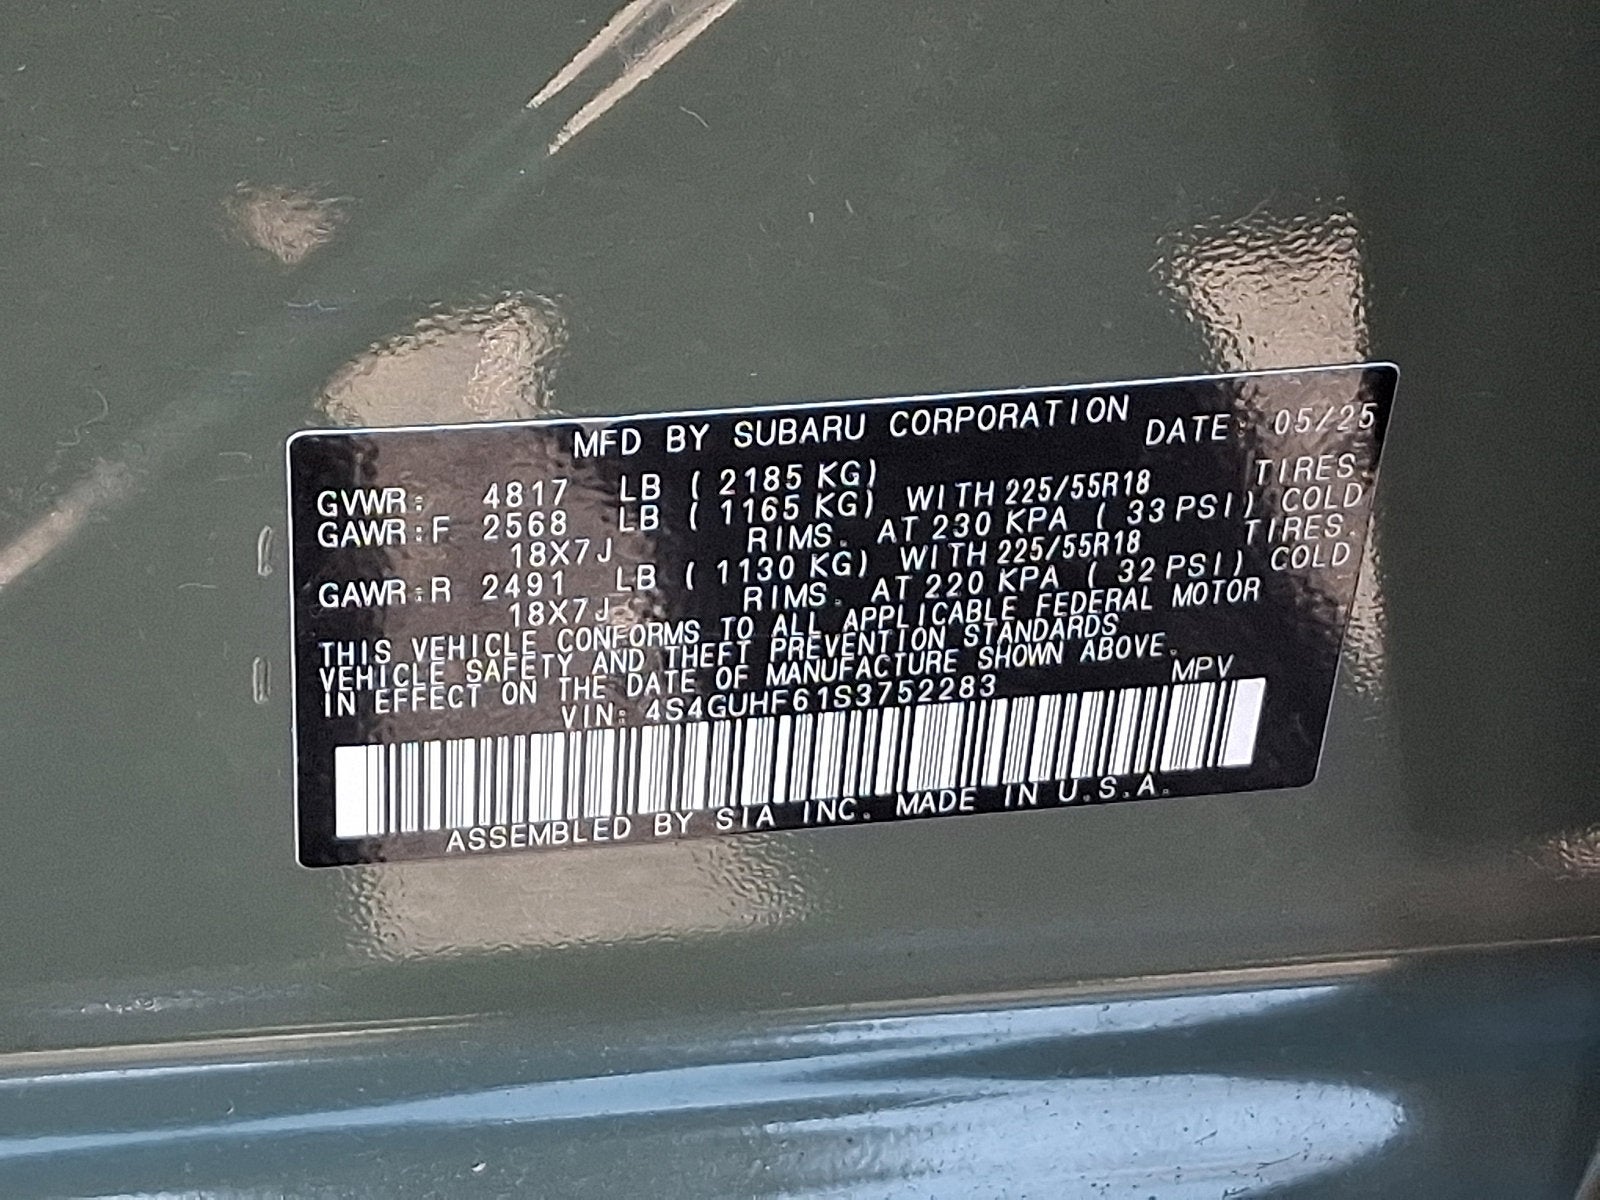 MFD BY SUBARU CORPORATION DATE: 05/25
GVWR: 4817 LB ( 2185 KG) TIRES.
GAWR:F 2568 LB ( 1165 KG) WITH 225/55R18
18X7J RIMS. AT 230 KPA ( 33 PSI) COLD
GAWR:R 2491 LB ( 1130 KG) WITH 225/55R18 TIRES.
18X7J RIMS. AT 220 KPA ( 32 PSI) COLD
THIS VEHICLE CONFORMS TO ALL APPLICABLE FEDERAL MOTOR
VEHICLE SAFETY AND THEFT PREVENTION STANDARDS
IN EFFECT ON THE DATE OF MANUFACTURE SHOWN ABOVE.
VIN: 4S4GUHF61S3752283 MPV
ASSEMBLED BY SIA INC. MADE IN U.S.A.